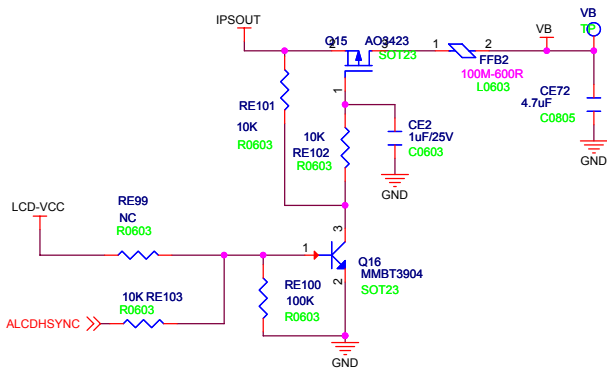 IPSOUT
VB
TP
VB
Q15
AO3423
SOT23
2
3
1
1
2
FFB2
100M-600R
L0603
CE72
4.7uF
C0805
GND
RE101
10K
R0603
10K
RE102
R0603
CE2
1uF/25V
C0603
GND
LCD-VCC
RE99
NC
R0603
3
1
2
Q16
MMBT3904
SOT23
RE100
100K
R0603
10K RE103
R0603
ALCDHSYNC
GND